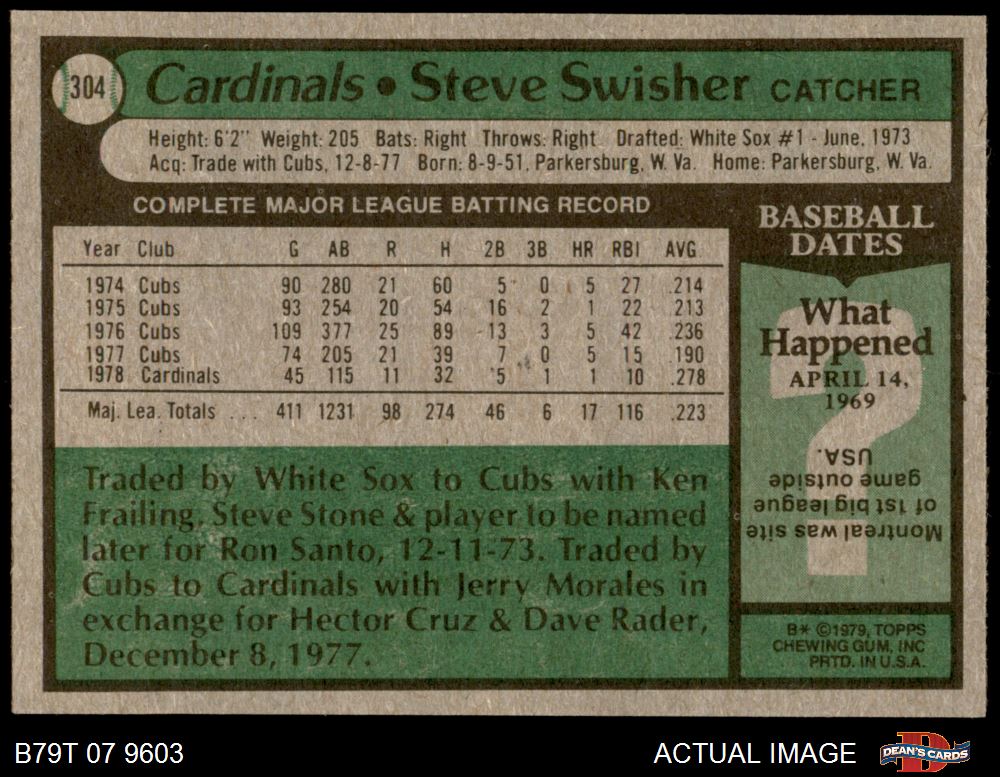 304
Cardinals • Steve Swisher CATCHER
Height: 6'2" Weight: 205 Bats: Right Throws: Right Drafted: White Sox #1 - June, 1973
Acq: Trade with Cubs, 12-8-77 Born: 8-9-51, Parkersburg, W. Va. Home: Parkersburg, W. Va.
COMPLETE MAJOR LEAGUE BATTING RECORD
Year Club G AB R H 2B 3B HR RBI AVG
1974 Cubs 90 280 21 60 5 0 5 27 .214
1975 Cubs 93 254 20 54 16 2 1 22 .213
1976 Cubs 109 377 25 89 13 3 5 42 .236
1977 Cubs 74 205 21 39 7 0 5 15 .190
1978 Cardinals 45 115 11 32 5 1 1 10 .278
Maj. Lea. Totals ... 411 1231 98 274 46 6 17 116 .223
Traded by White Sox to Cubs with Ken
Frailing, Steve Stone & player to be named
later for Ron Santo, 12-11-73. Traded by
Cubs to Cardinals with Jerry Morales in
exchange for Hector Cruz & Dave Rader,
December 8, 1977.
BASEBALL
DATES
What
Happened
APRIL 14,
1969
Montreal was site
of 1st big league
game outside
USA.
B* ©1979, TOPPS
CHEWING GUM, INC
PRTD. IN U.S.A.
B79T 07 9603
ACTUAL IMAGE
DEAN'S CARDS